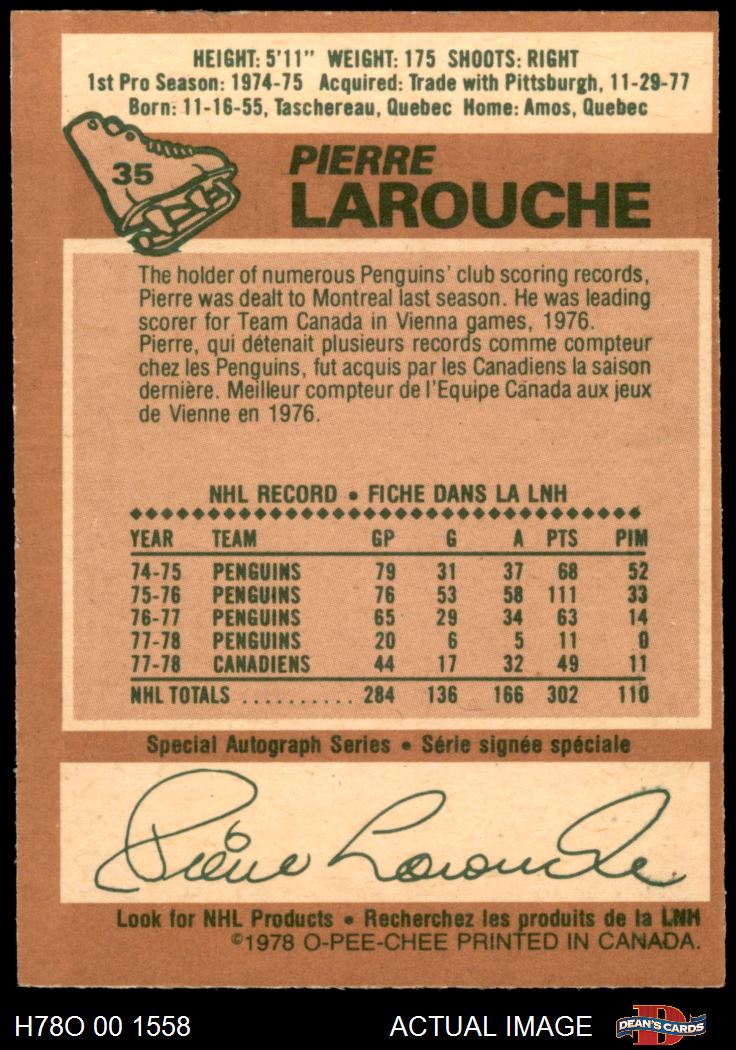 HEIGHT: 5'11" WEIGHT: 175 SHOOTS: RIGHT
1st Pro Season: 1974-75 Acquired: Trade with Pittsburgh, 11-29-77
Born: 11-16-55, Taschereau, Quebec Home: Amos, Quebec
35
PIERRE
LAROUCHE
The holder of numerous Penguins' club scoring records,
Pierre was dealt to Montreal last season. He was leading
scorer for Team Canada in Vienna games, 1976.
Pierre, qui détenait plusieurs records comme compteur
chez les Penguins, fut acquis par les Canadiens la saison
dernière. Meilleur compteur de l'Equipe Canada aux jeux
de Vienne en 1976.
NHL RECORD • FICHE DANS LA LNH
YEAR TEAM GP G A PTS PIM
74-75 PENGUINS 79 31 37 68 52
75-76 PENGUINS 76 53 58 111 33
76-77 PENGUINS 65 29 34 63 14
77-78 PENGUINS 20 6 5 11 0
77-78 CANADIENS 44 17 32 49 11
NHL TOTALS .......... 284 136 166 302 110
Special Autograph Series • Série signée spéciale
Pierre Larouche
Look for NHL Products • Recherchez les produits de la LNH
©1978 O-PEE-CHEE PRINTED IN CANADA.
H78O 00 1558 ACTUAL IMAGE D DEAN'S CARDS